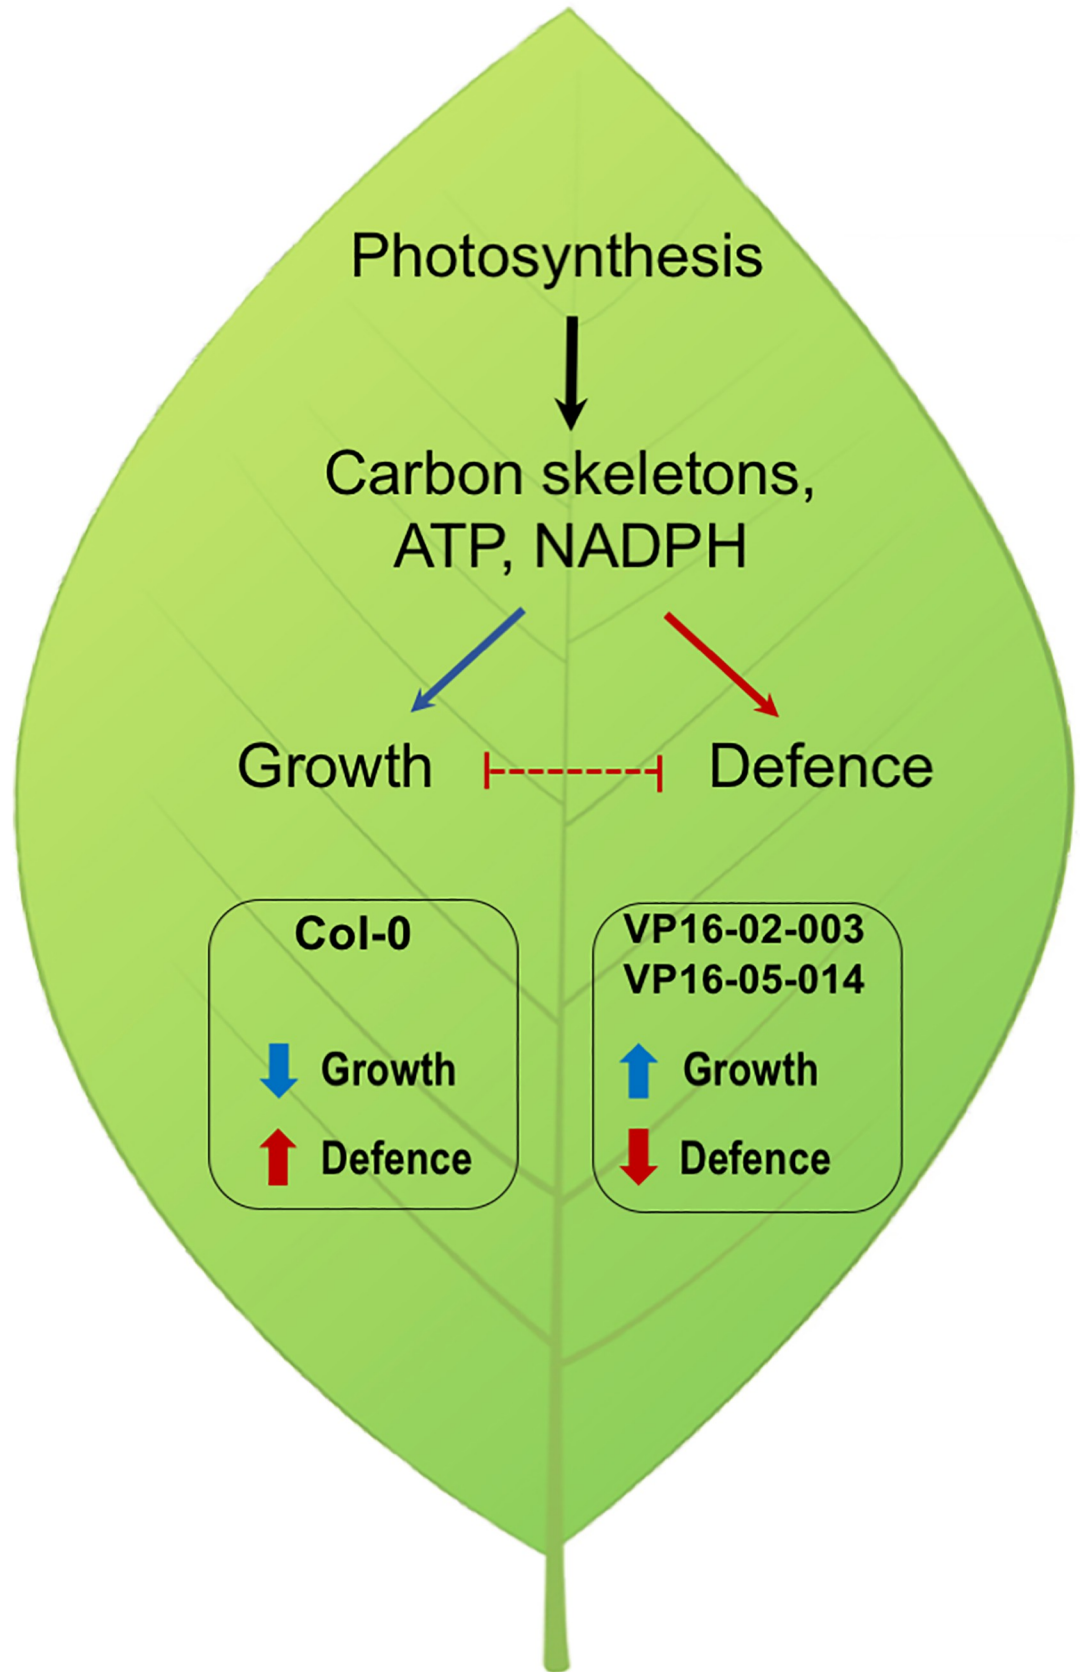 Photosynthesis
Carbon skeletons,
ATP, NADPH
Growth
Defence
Col-0
Growth
Defence
VP16-02-003
VP16-05-014
Growth
Defence